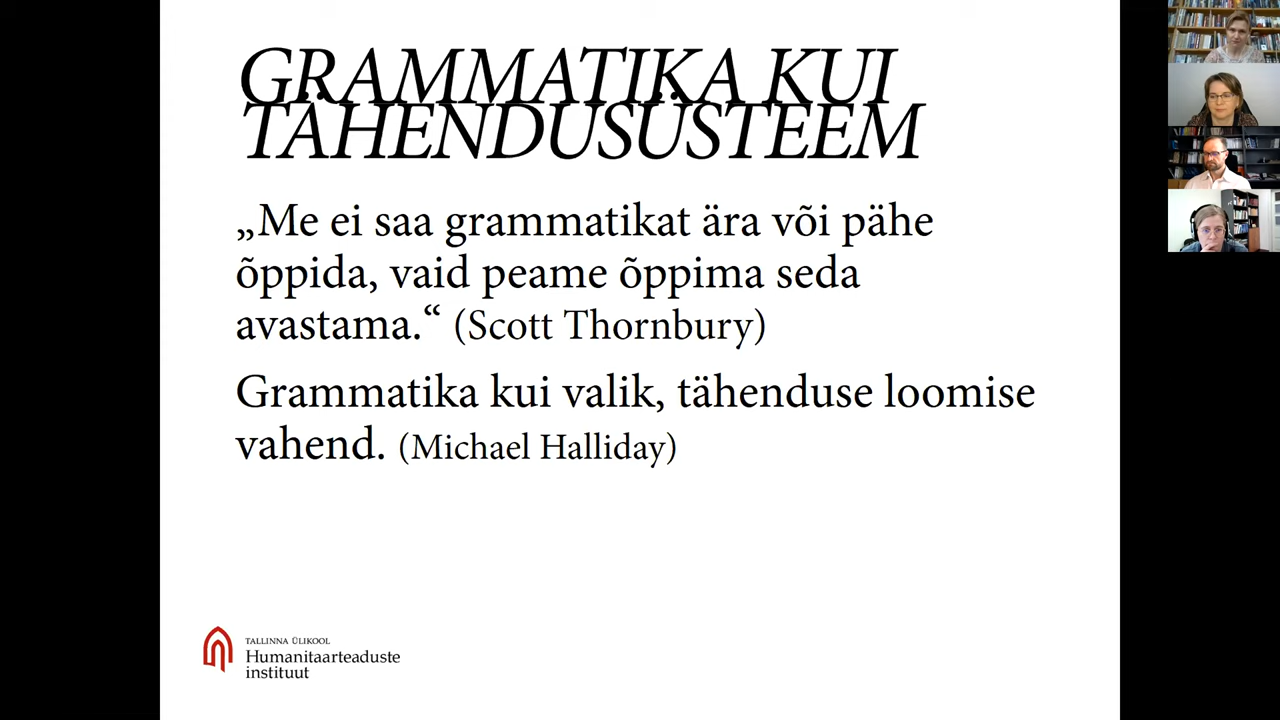 GRAMMATIKA KUI
TÄHENDUSÜSTEEM
„Me ei saa grammatikat ära või pähe
õppida, vaid peame õppima seda
avastama.“ (Scott Thornbury)
Grammatika kui valik, tähenduse loomise
vahend. (Michael Halliday)
TALLINNA ÜLIKOOL
Humanitaarteaduste
instituut